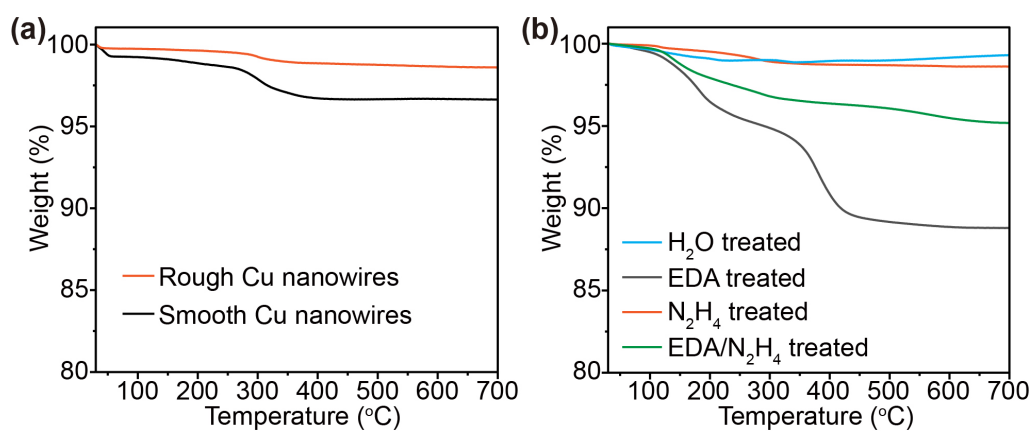 (a)
100
95
90
85
80
Weight (%)
Rough Cu nanowires
Smooth Cu nanowires
100 200 300 400 500 600 700
Temperature (°C)
(b)
100
95
90
85
80
Weight (%)
H₂O treated
EDA treated
N₂H₄ treated
EDA/N₂H₄ treated
100 200 300 400 500 600 700
Temperature (°C)